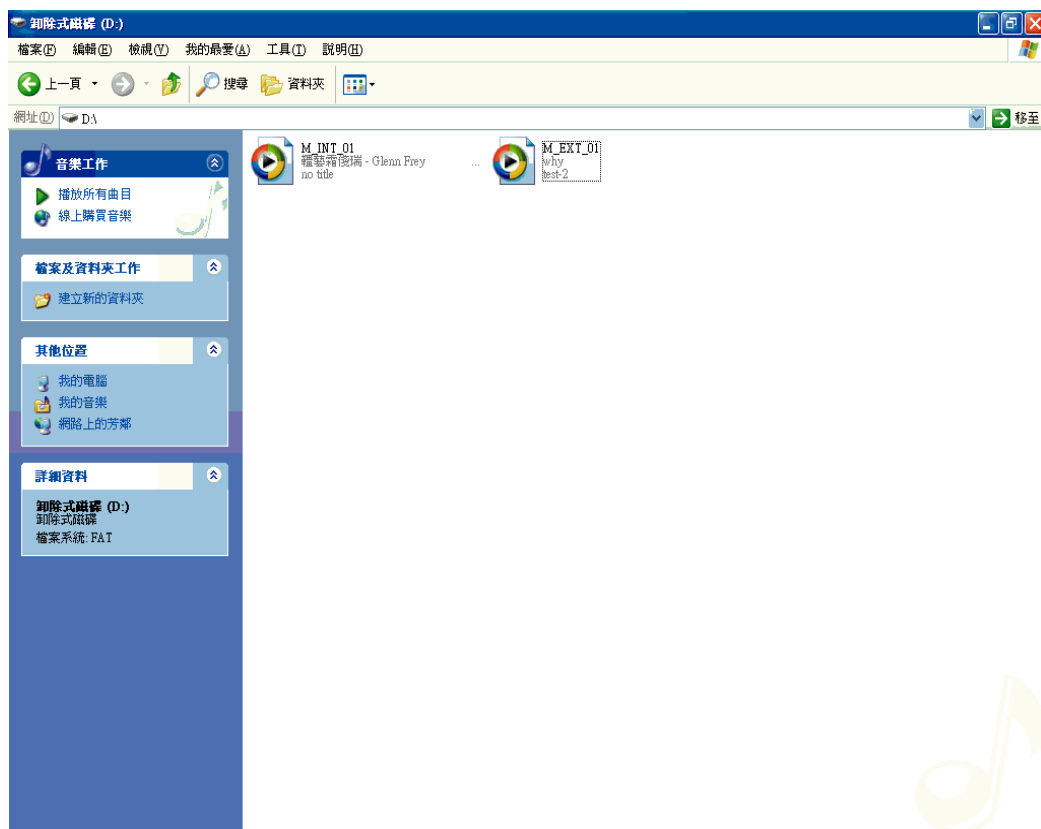 卸除式磁碟 (D:)
檔案(F) 編輯(E) 檢視(V) 我的最愛(A) 工具(T) 說明(H)
上一頁 搜尋 資料夾
網址(D) D:\ 移至
音樂工作
播放所有曲目
線上購買音樂
檔案及資料夾工作
建立新的資料夾
其他位置
我的電腦
我的音樂
網路上的芳鄰
詳細資料
卸除式磁碟 (D:)
卸除式磁碟
檔案系統: FAT
M_INT_01
- Glenn Frey ...
no title
M_EXT_01
why
test-2